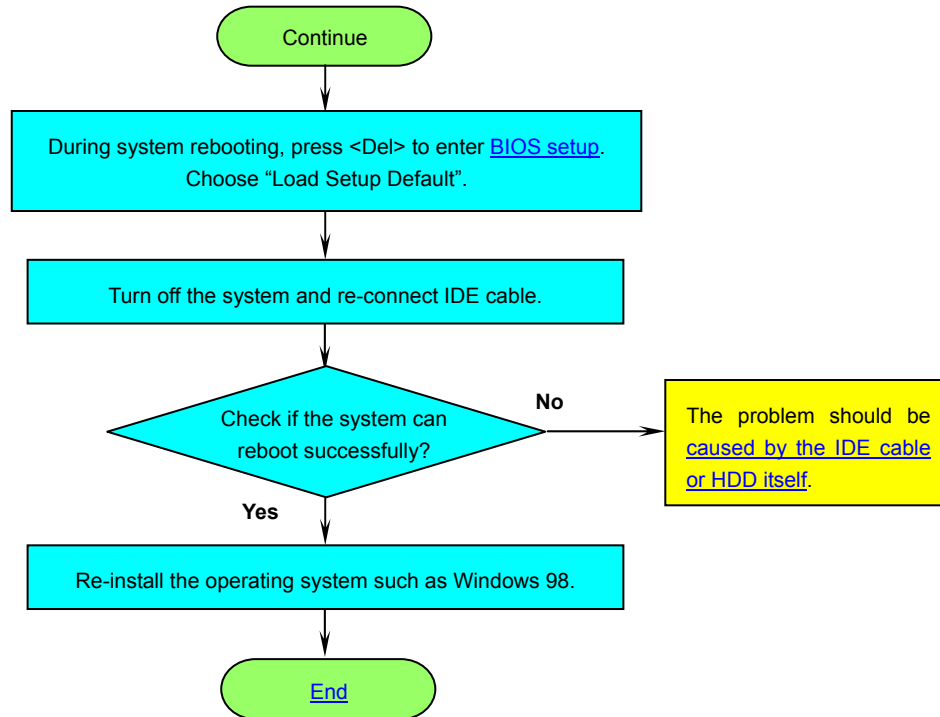 Continue
During system rebooting, press <Del> to enter BIOS setup.
Choose “Load Setup Default”.
Turn off the system and re-connect IDE cable.
Check if the system can
reboot successfully?
No
The problem should be
caused by the IDE cable
or HDD itself.
Yes
Re-install the operating system such as Windows 98.
End